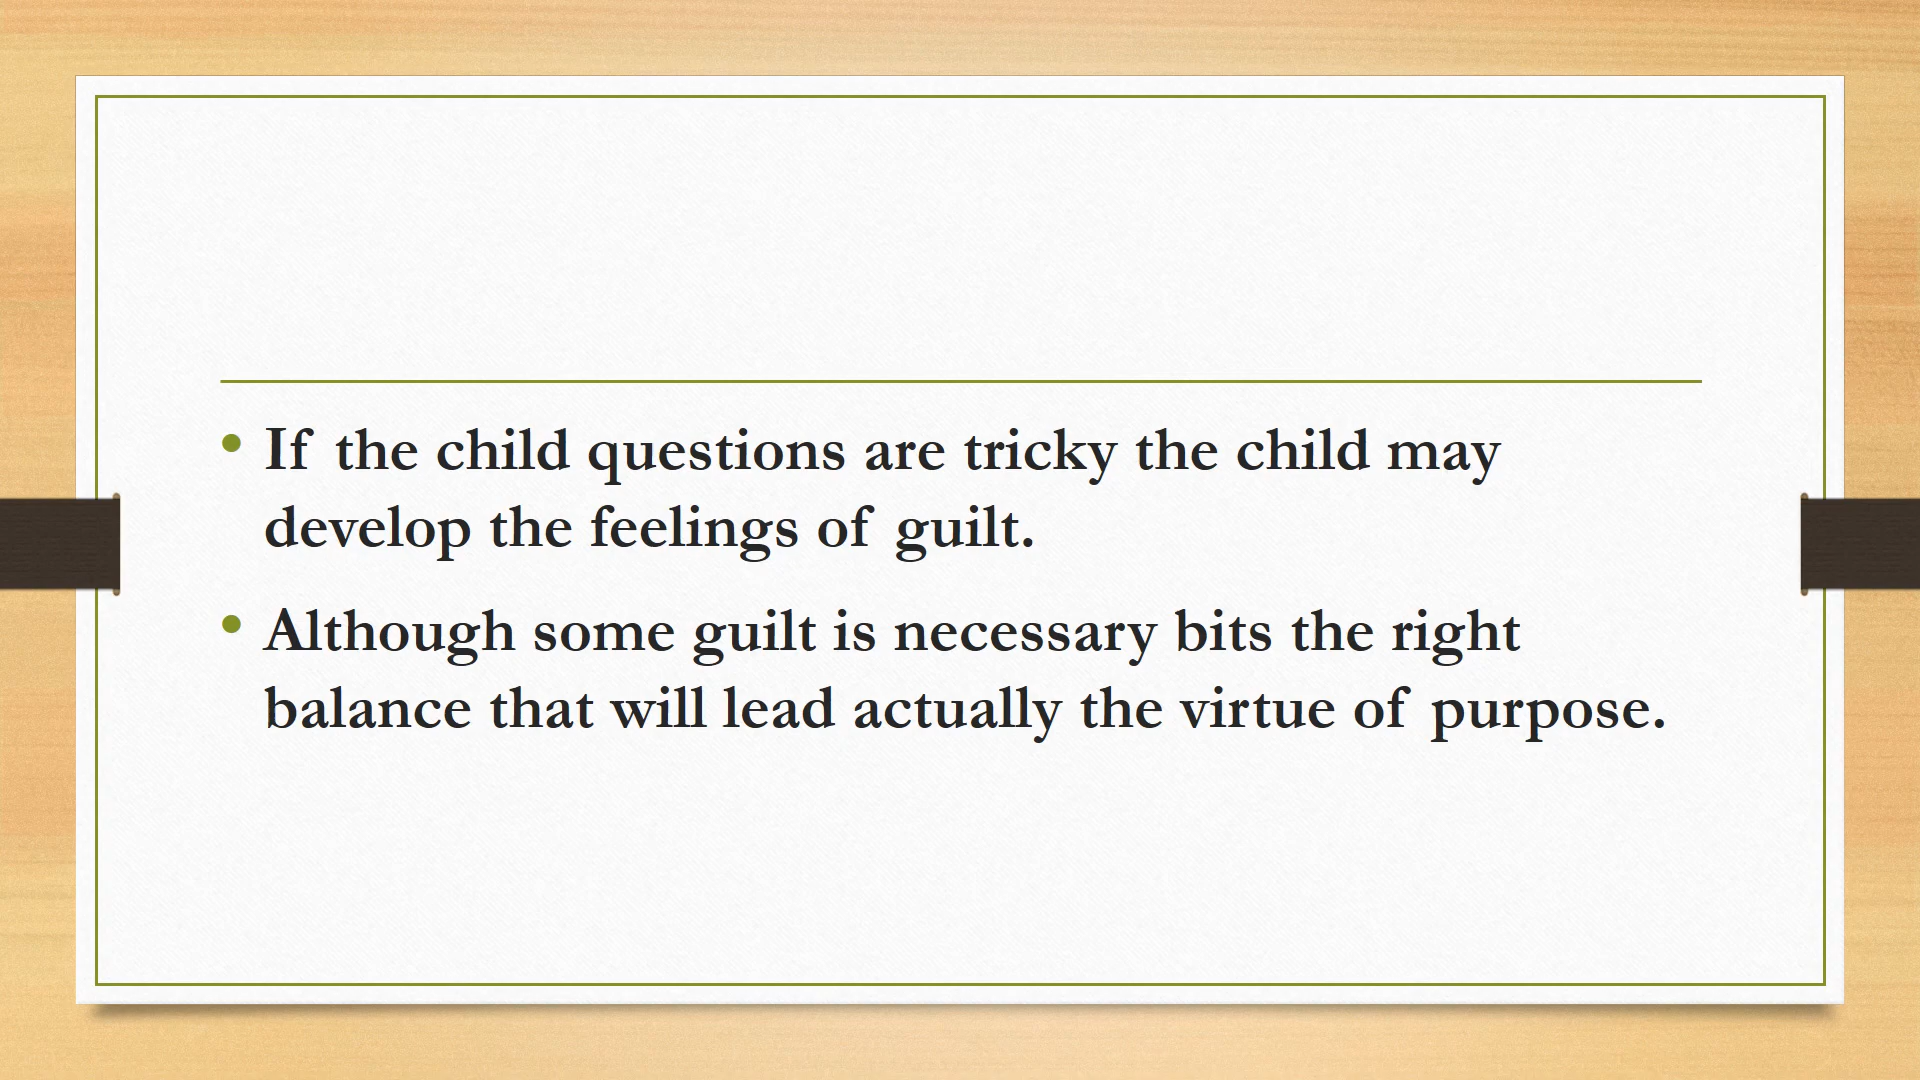 • If the child questions are tricky the child may
develop the feelings of guilt.
• Although some guilt is necessary bits the right
balance that will lead actually the virtue of purpose.